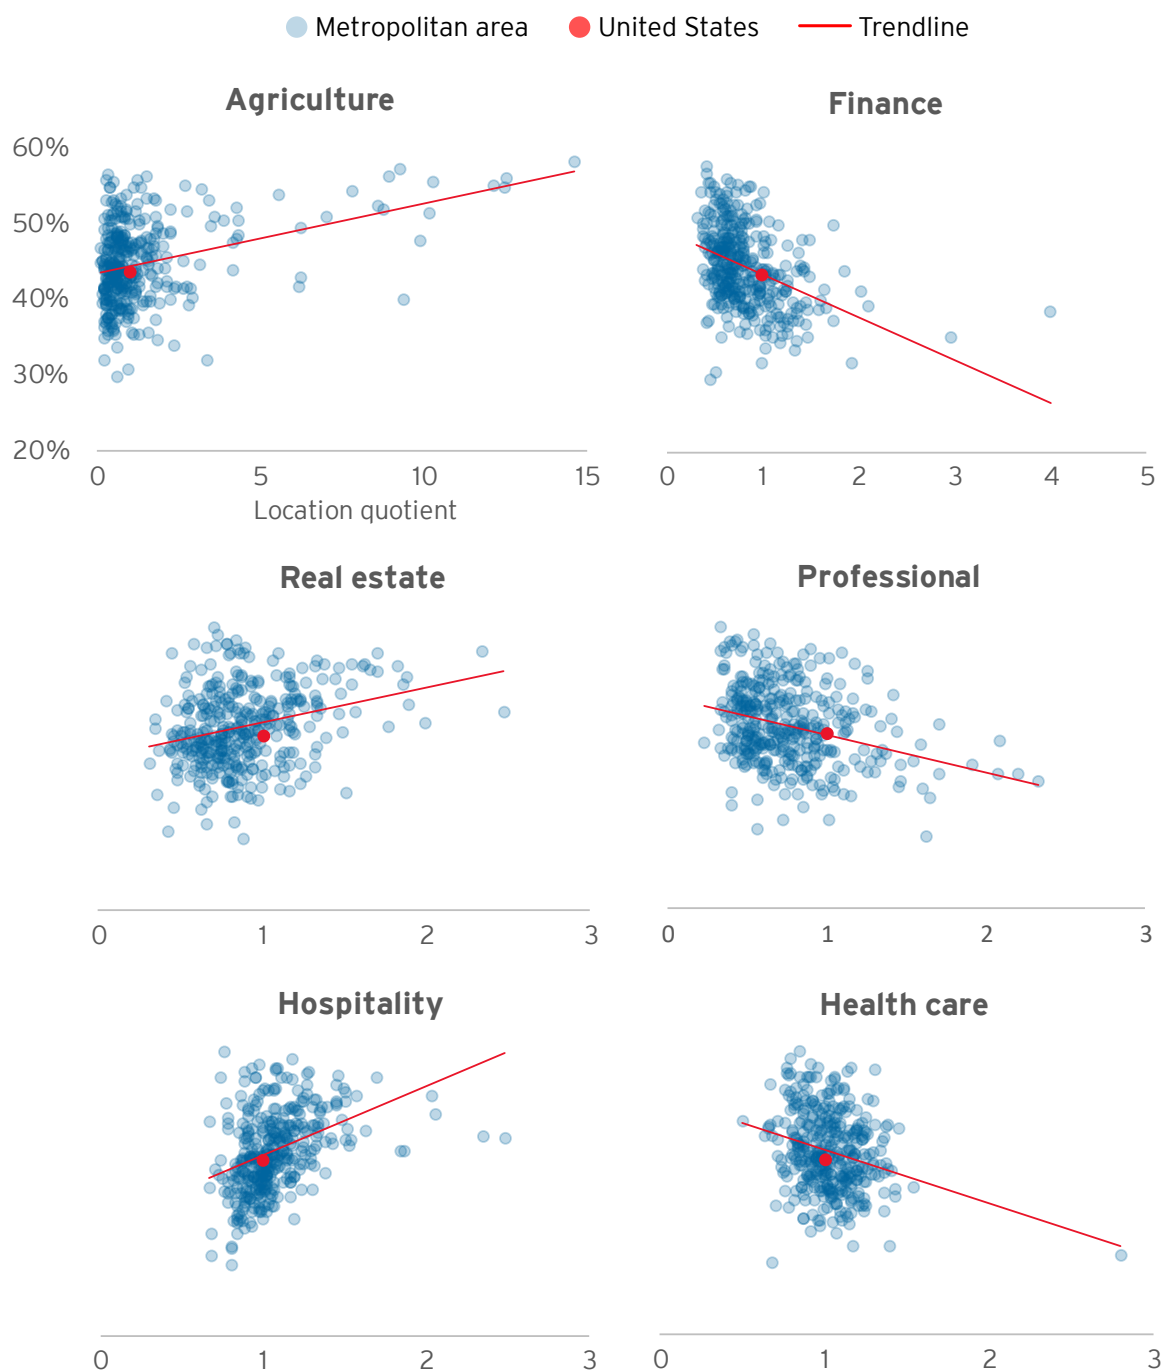 Metropolitan area United States Trendline
Agriculture
60%
50%
40%
30%
20%
0 5 10 15
Location quotient
Finance
0 1 2 3 4 5
Real estate
0 1 2 3
Professional
0 1 2 3
Hospitality
0 1 2 3
Health care
0 1 2 3